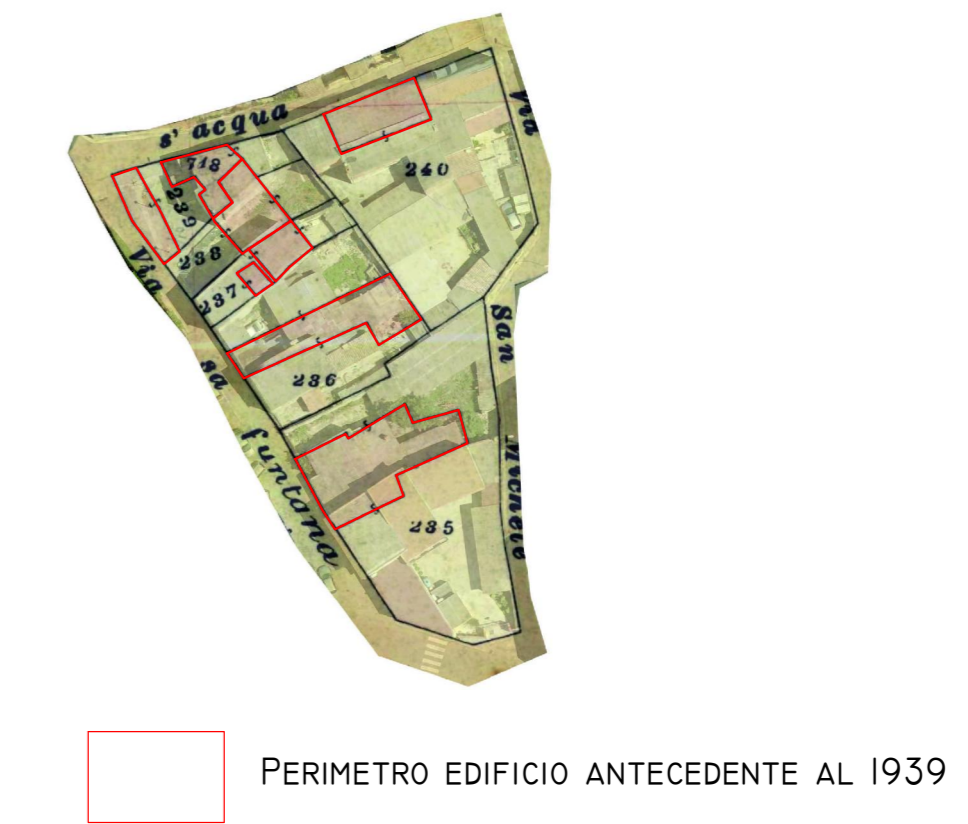 s' acqua
Via
718
240
239
238
Via
237
San
sa
236
funtana
Michele
235
PERIMETRO EDIFICIO ANTECEDENTE AL 1939